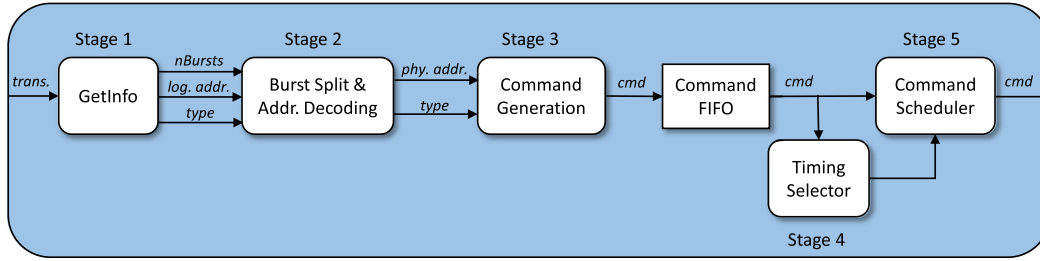 Stage 1
Stage 2
Stage 3
Stage 5
trans.
GetInfo
nBursts
log. addr.
type
Burst Split &
Addr. Decoding
phy. addr.
type
Command
Generation
cmd
Command
FIFO
cmd
Command
Scheduler
cmd
Timing
Selector
Stage 4